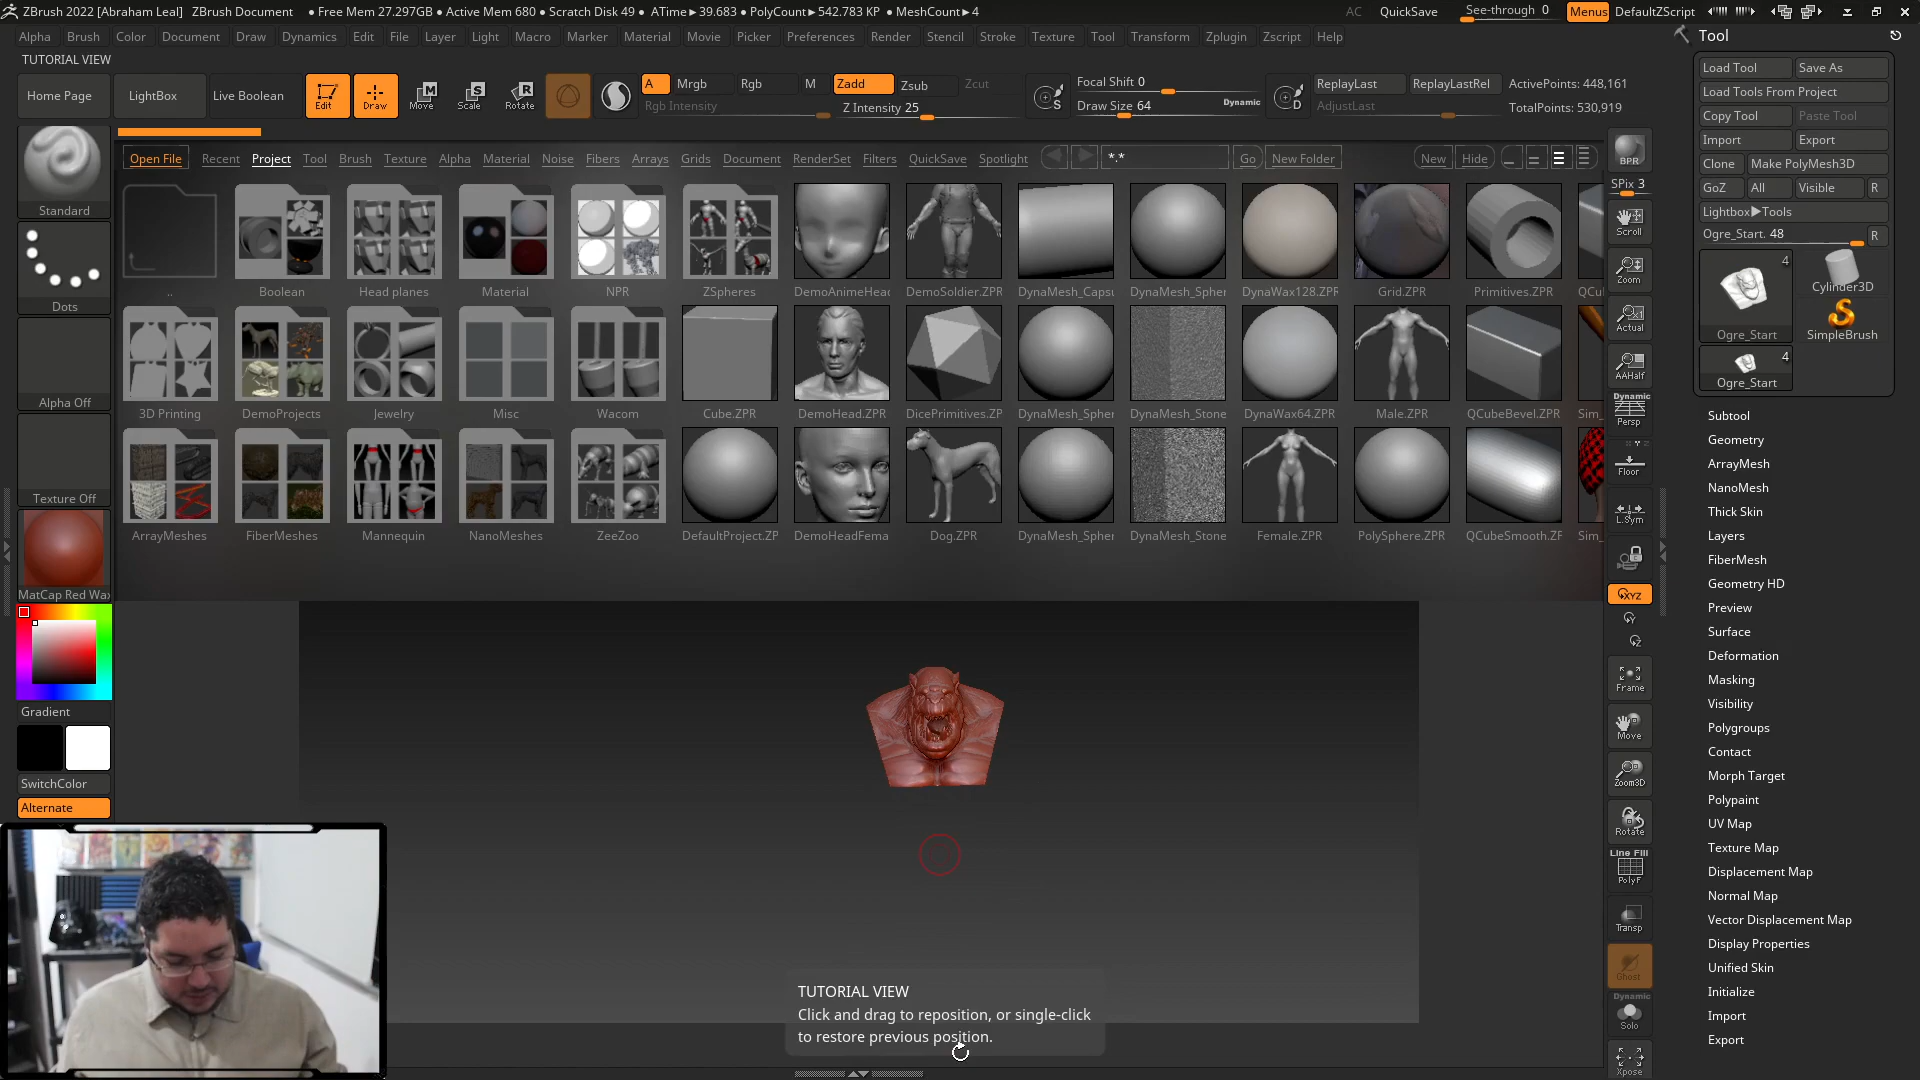 ZBrush 2022 [Abraham Leal] ZBrush Document ● Free Mem 27.297GB ● Active Mem 680 ● Scratch Disk 49 ● ATime►39.683 ● PolyCount►542.783 KP ● MeshCount►4 AC QuickSave See-through 0 Menus DefaultZScript
Alpha Brush Color Document Draw Dynamics Edit File Layer Light Macro Marker Material Movie Picker Preferences Render Stencil Stroke Texture Tool Transform Zplugin Zscript Help
TUTORIAL VIEW
Home Page LightBox Live Boolean Edit Draw Move Scale Rotate
M S R
A Mrgb Rgb M Zadd Zsub Zcut
Rgb Intensity Z Intensity 25
S Focal Shift 0
Draw Size 64 Dynamic
D ReplayLast ReplayLastRel ActivePoints: 448,161
AdjustLast TotalPoints: 530,919
Open File Recent Project Tool Brush Texture Alpha Material Noise Fibers Arrays Grids Document RenderSet Filters QuickSave Spotlight *.* Go New Folder New Hide
.. Boolean Head planes Material NPR ZSpheres DemoAnimeHead DemoSoldier.ZPR DynaMesh_Capsu DynaMesh_Spher DynaWax128.ZPR Grid.ZPR Primitives.ZPR QCu
3D Printing DemoProjects Jewelry Misc Wacom Cube.ZPR DemoHead.ZPR DicePrimitives.ZP DynaMesh_Spher DynaMesh_Stone DynaWax64.ZPR Male.ZPR QCubeBevel.ZPR Sim_
ArrayMeshes FiberMeshes Mannequin NanoMeshes ZeeZoo DefaultProject.ZP DemoHeadFema Dog.ZPR DynaMesh_Spher DynaMesh_Stone Female.ZPR PolySphere.ZPR QCubeSmooth.ZF Sim_
Standard
Dots
Alpha Off
Texture Off
MatCap Red Wax
Gradient
SwitchColor
Alternate
TUTORIAL VIEW
Click and drag to reposition, or single-click
to restore previous position.
BPR
SPix 3
Scroll
Zoom
Actual
AAHalf
Dynamic
Persp
Floor
L.Sym
XYZ
Frame
Move
Zoom3D
Rotate
Line Fill
PolyF
Transp
Ghost
Dynamic
Solo
Xpose
Tool
Load Tool Save As
Load Tools From Project
Copy Tool Paste Tool
Import Export
Clone Make PolyMesh3D
GoZ All Visible R
Lightbox►Tools
Ogre_Start. 48 R
4
Ogre_Start
Cylinder3D
SimpleBrush
4
Ogre_Start
Subtool
Geometry
ArrayMesh
NanoMesh
Thick Skin
Layers
FiberMesh
Geometry HD
Preview
Surface
Deformation
Masking
Visibility
Polygroups
Contact
Morph Target
Polypaint
UV Map
Texture Map
Displacement Map
Normal Map
Vector Displacement Map
Display Properties
Unified Skin
Initialize
Import
Export